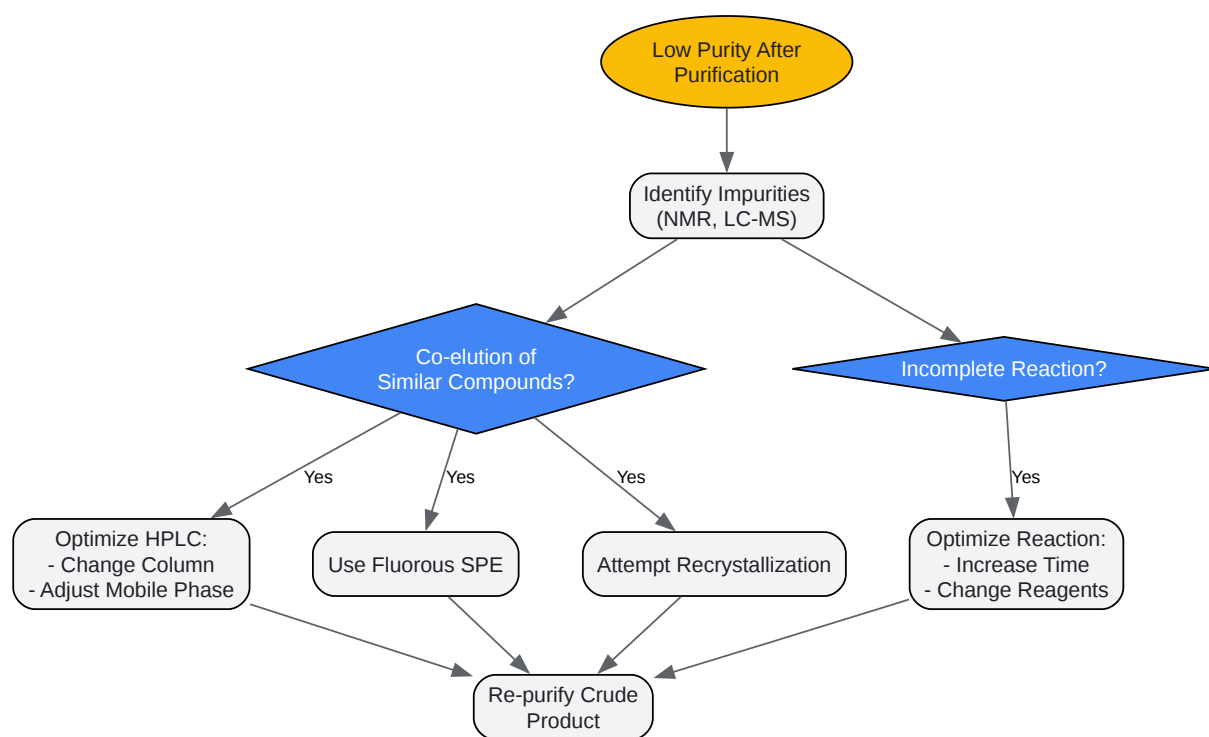 Low Purity After
Purification
Identify Impurities
(NMR, LC-MS)
Co-elution of
Similar Compounds?
Incomplete Reaction?
Yes
Yes
Yes
Yes
Optimize HPLC:
- Change Column
- Adjust Mobile Phase
Use Fluorous SPE
Attempt Recrystallization
Optimize Reaction:
- Increase Time
- Change Reagents
Re-purify Crude
Product